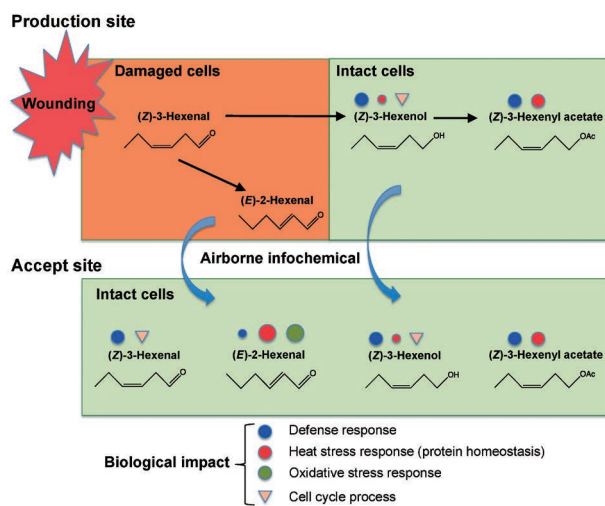 Production site
Wounding
Damaged cells
Intact cells
(Z)-3-Hexenal
(Z)-3-Hexenol
(Z)-3-Hexenyl acetate
O
OH
OAc
(E)-2-Hexenal
O
Airborne infochemical
Accept site
Intact cells
(Z)-3-Hexenal
(E)-2-Hexenal
(Z)-3-Hexenol
(Z)-3-Hexenyl acetate
O
O
OH
OAc
Biological impact
Defense response
Heat stress response (protein homeostasis)
Oxidative stress response
Cell cycle process